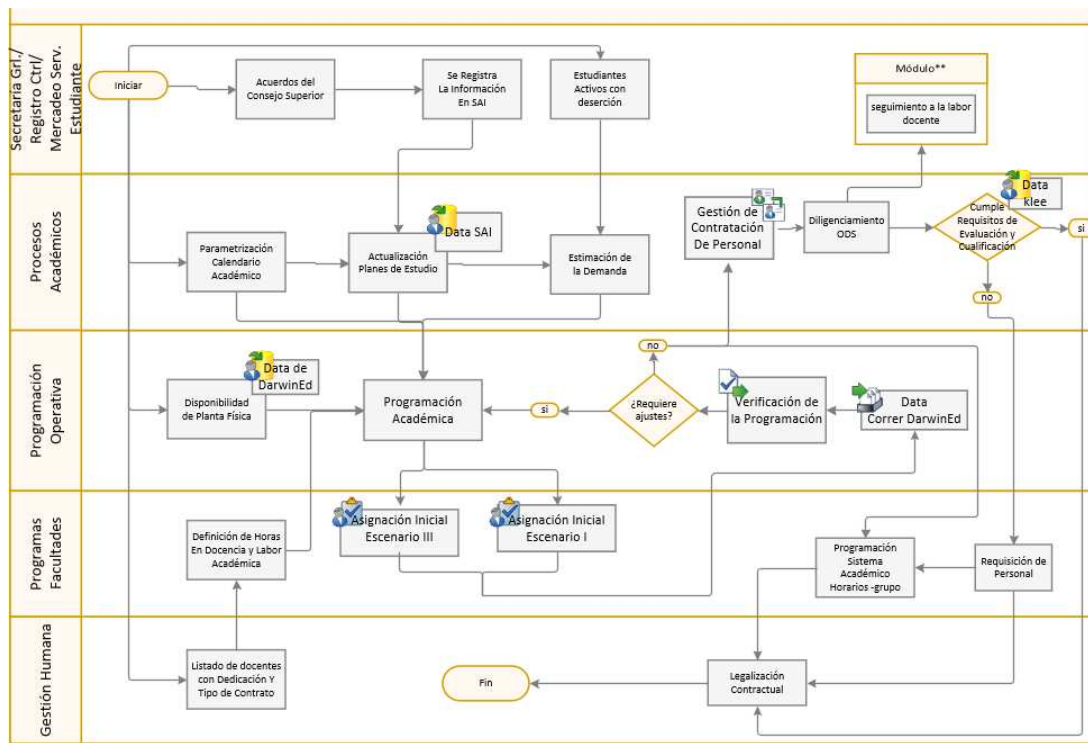 Secretaría Grl./
Registro Ctrl/
Mercadeo Serv.
Estudiante
Iniciar
Acuerdos del
Consejo Superior
Se Registra
La Información
En SAI
Estudiantes
Activos con
deserción
Módulo**
seguimiento a la labor
docente
Procesos
Académicos
Parametrización
Calendario
Académico
Data SAI
Actualización
Planes de Estudio
Estimación de
la Demanda
Gestión de
Contratación
De Personal
Diligenciamiento
ODS
Data
klee
Cumple
Requisitos de
Evaluación y
Cualificación
si
no
Programación
Operativa
Data de
DarwinEd
Disponibilidad
de Planta Física
Programación
Académica
si
no
¿Requiere
ajustes?
Verificación de
la Programación
Data
Correr DarwinEd
Programas
Facultades
Definición de Horas
En Docencia y Labor
Académica
Asignación Inicial
Escenario III
Asignación Inicial
Escenario I
Programación
Sistema
Académico
Horarios -grupo
Requisición de
Personal
Gestión Humana
Listado de docentes
con Dedicación Y
Tipo de Contrato
Fin
Legalización
Contractual